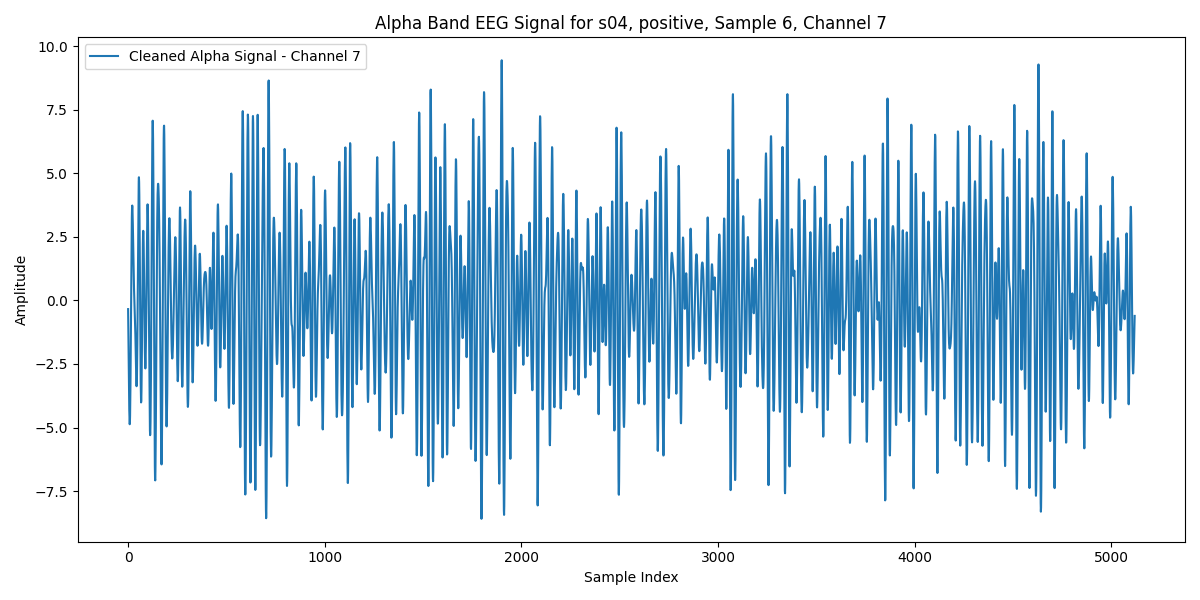 Alpha Band EEG Signal for s04, positive, Sample 6, Channel 7
Cleaned Alpha Signal - Channel 7
Amplitude
10.0
7.5
5.0
2.5
0.0
−2.5
−5.0
−7.5
0 1000 2000 3000 4000 5000
Sample Index